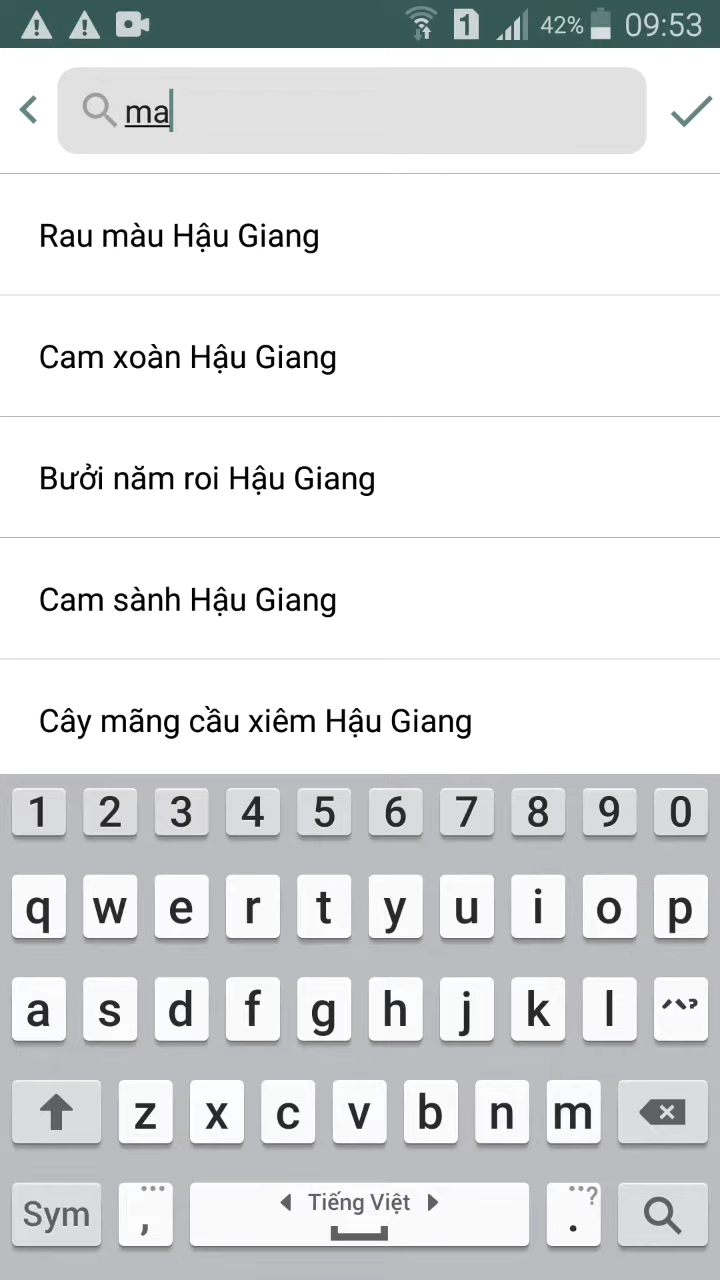 1 42% 09:53
ma
Rau màu Hậu Giang
Cam xoàn Hậu Giang
Bưởi năm roi Hậu Giang
Cam sành Hậu Giang
Cây mãng cầu xiêm Hậu Giang
1 2 3 4 5 6 7 8 9 0
q w e r t y u i o p
a s d f g h j k l
z x c v b n m
Sym , Tiếng Việt . ?